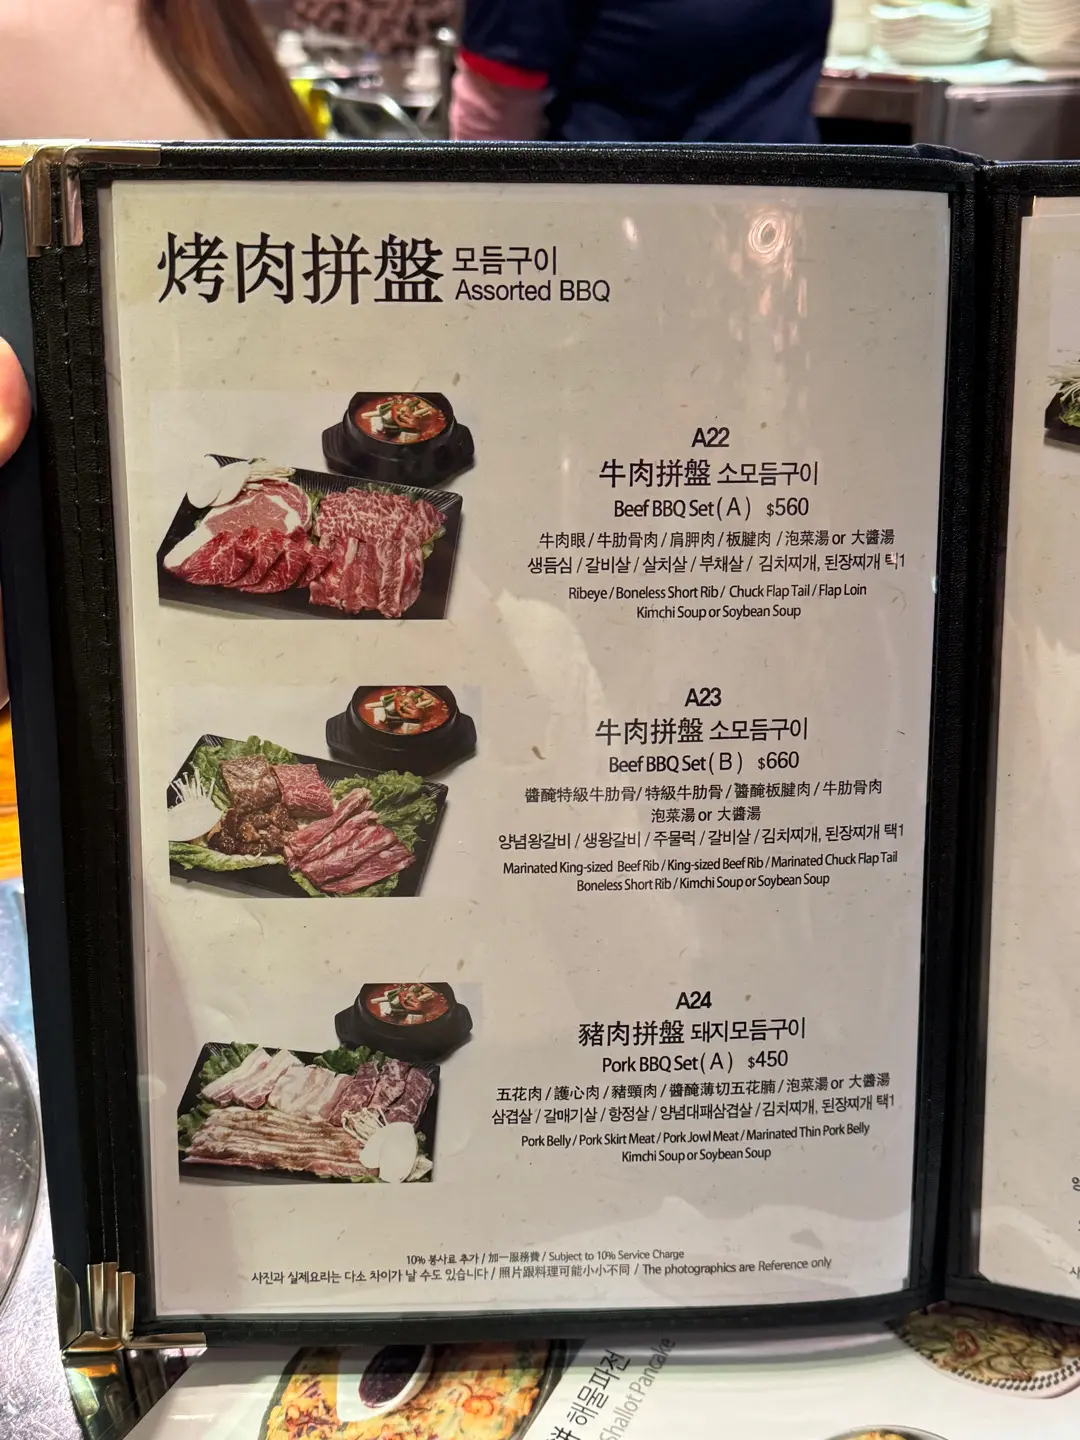 烤肉拼盤 모듬구이
Assorted BBQ
A22
牛肉拼盤 소모듬구이
Beef BBQ Set ( A ) $560
牛肉眼 / 牛肋骨肉 / 肩胛肉 / 板腱肉 / 泡菜湯 or 大醬湯
생등심 / 갈비살 / 살치살 / 부채살 / 김치찌개, 된장찌개 택1
Ribeye / Boneless Short Rib / Chuck Flap Tail / Flap Loin
Kimchi Soup or Soybean Soup
A23
牛肉拼盤 소모듬구이
Beef BBQ Set ( B ) $660
醬醃特級牛肋骨 / 特級牛肋骨 / 醬醃板腱肉 / 牛肋骨肉
泡菜湯 or 大醬湯
양념왕갈비 / 생왕갈비 / 주물럭 / 갈비살 / 김치찌개, 된장찌개 택1
Marinated King-sized Beef Rib / King-sized Beef Rib / Marinated Chuck Flap Tail
Boneless Short Rib / Kimchi Soup or Soybean Soup
A24
豬肉拼盤 돼지모듬구이
Pork BBQ Set ( A ) $450
五花肉 / 護心肉 / 豬頸肉 / 醬醃薄切五花腩 / 泡菜湯 or 大醬湯
삼겹살 / 갈매기살 / 항정살 / 양념대패삼겹살 / 김치찌개, 된장찌개 택1
Pork Belly / Pork Skirt Meat / Pork Jowl Meat / Marinated Thin Pork Belly
Kimchi Soup or Soybean Soup
10% 봉사료 추가 / 加一服務費 / Subject to 10% Service Charge
사진과 실제요리는 다소 차이가 날 수도 있습니다 / 照片跟料理可能小小不同 / The photographics are Reference only
餅 해물파전
Shallot Pancake